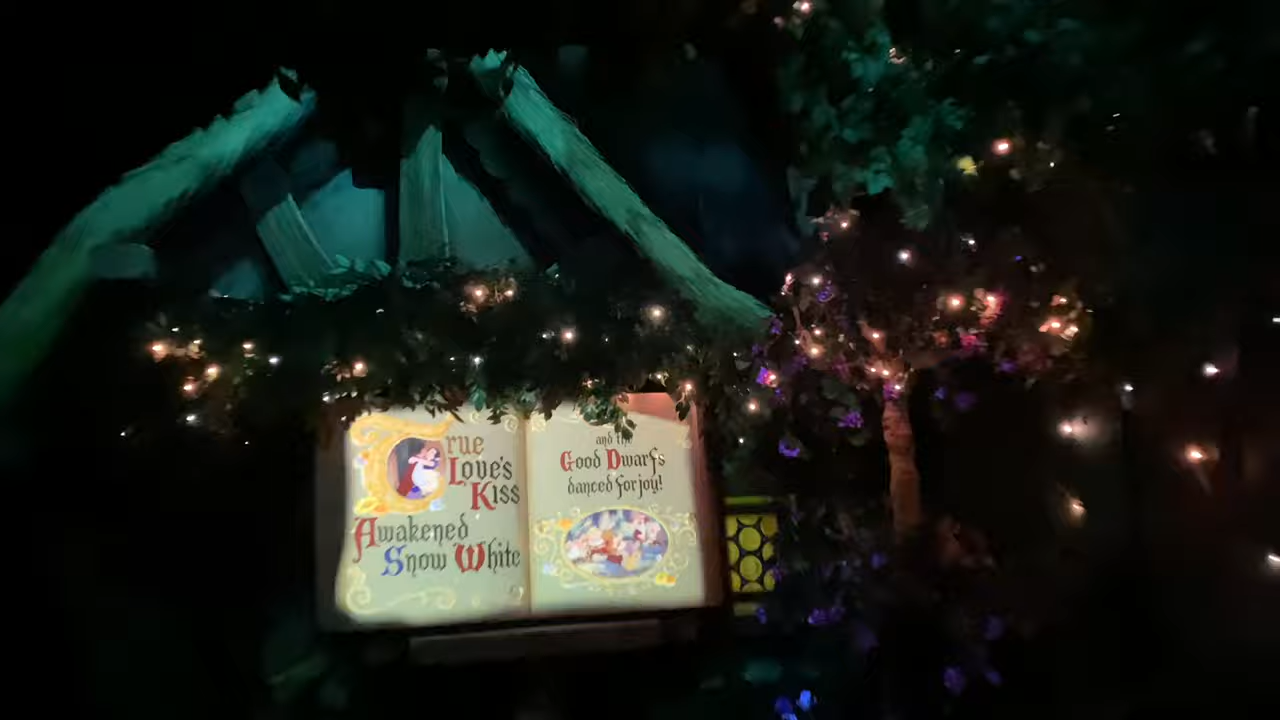 True
Love's
Kiss
Awakened
Snow White
and the
Good Dwarfs
danced for joy!